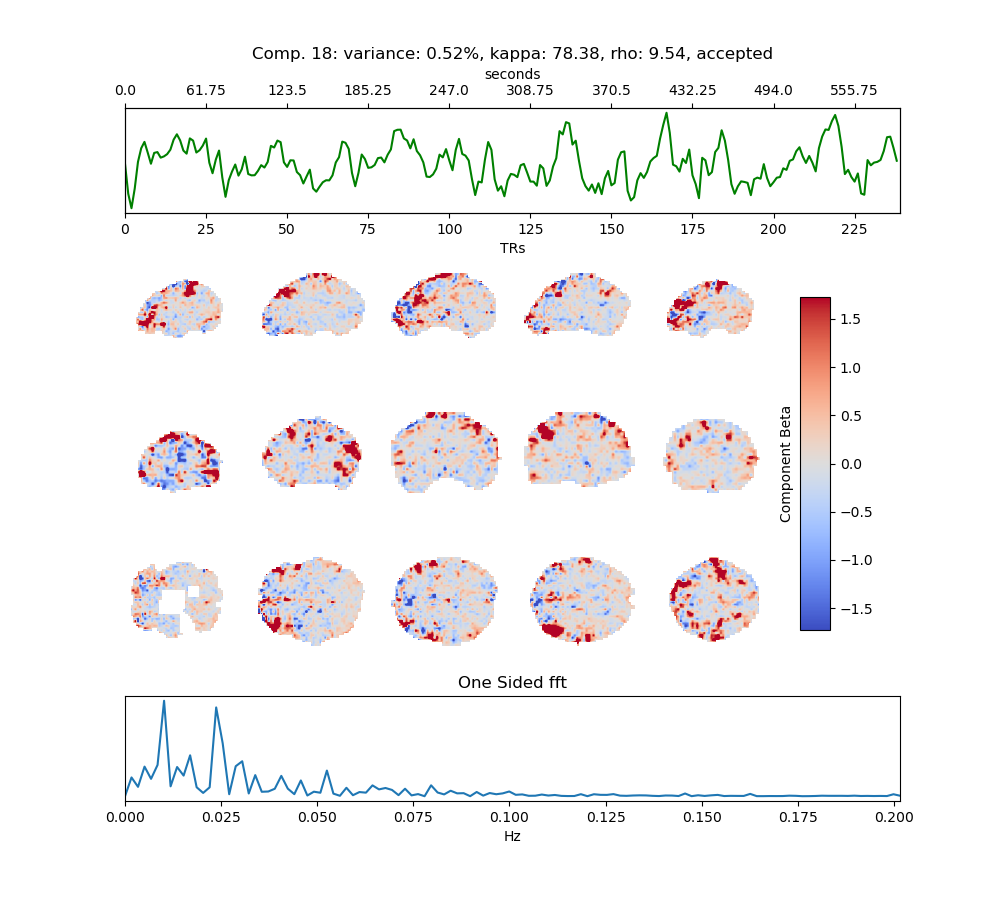 Comp. 18: variance: 0.52%, kappa: 78.38, rho: 9.54, accepted
seconds
0.0 61.75 123.5 185.25 247.0 308.75 370.5 432.25 494.0 555.75
0 25 50 75 100 125 150 175 200 225
TRs
1.5
1.0
0.5
0.0
−0.5
−1.0
−1.5
Component Beta
One Sided fft
0.000 0.025 0.050 0.075 0.100 0.125 0.150 0.175 0.200
Hz